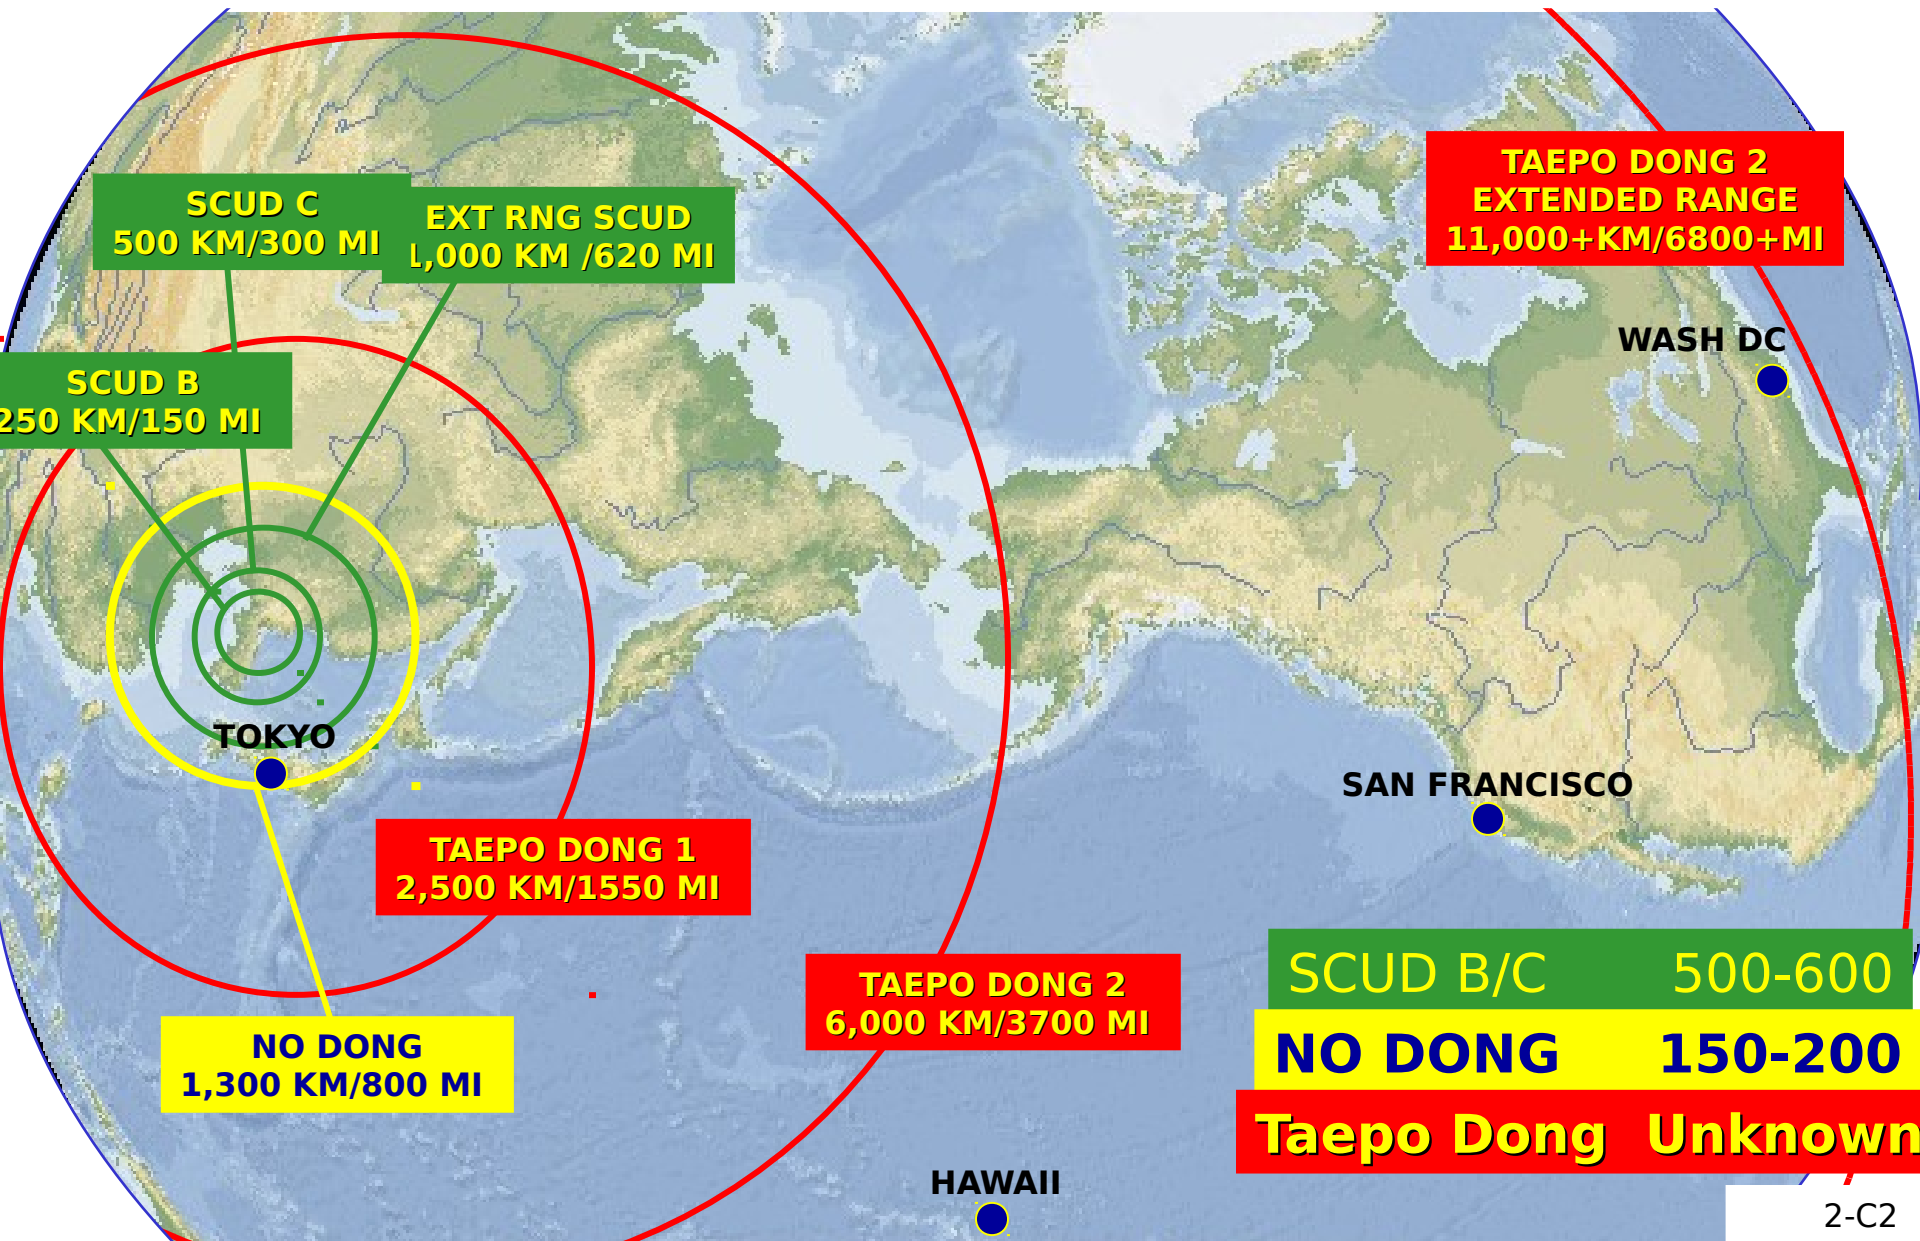 SCUD C
500 KM/300 MI
EXT RNG SCUD
1,000 KM /620 MI
TAEPO DONG 2
EXTENDED RANGE
11,000+KM/6800+MI
WASH DC
SCUD B
250 KM/150 MI
TOKYO
SAN FRANCISCO
TAEPO DONG 1
2,500 KM/1550 MI
TAEPO DONG 2
6,000 KM/3700 MI
NO DONG
1,300 KM/800 MI
SCUD B/C 500-600
NO DONG 150-200
Taepo Dong Unknown
HAWAII
2-C2